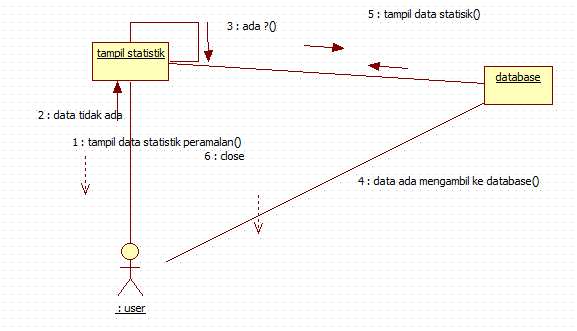 5 : tampil data statisik()
3 : ada ?()
tampil statistik
database
2 : data tidak ada
1 : tampil data statistik peramalan()
6 : close
4 : data ada mengambil ke database()
: user